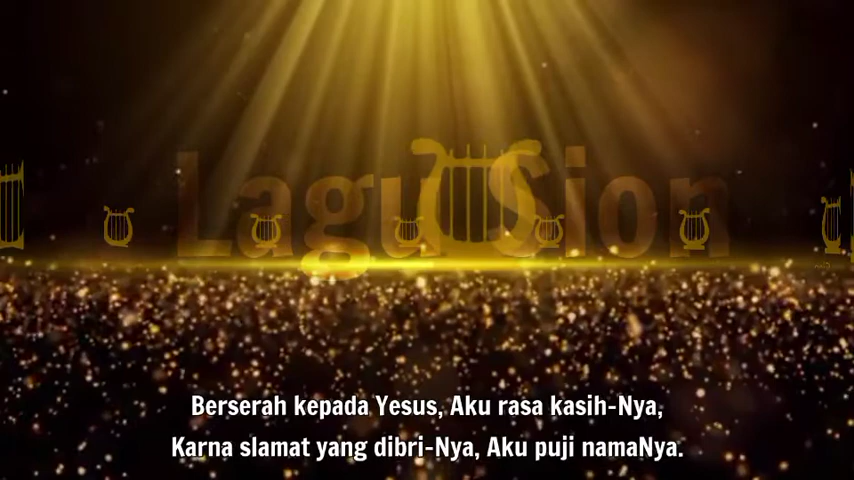 Lagu Sion
Berserah kepada Yesus, Aku rasa kasih-Nya,
Karna slamat yang dibri-Nya, Aku puji namaNya.